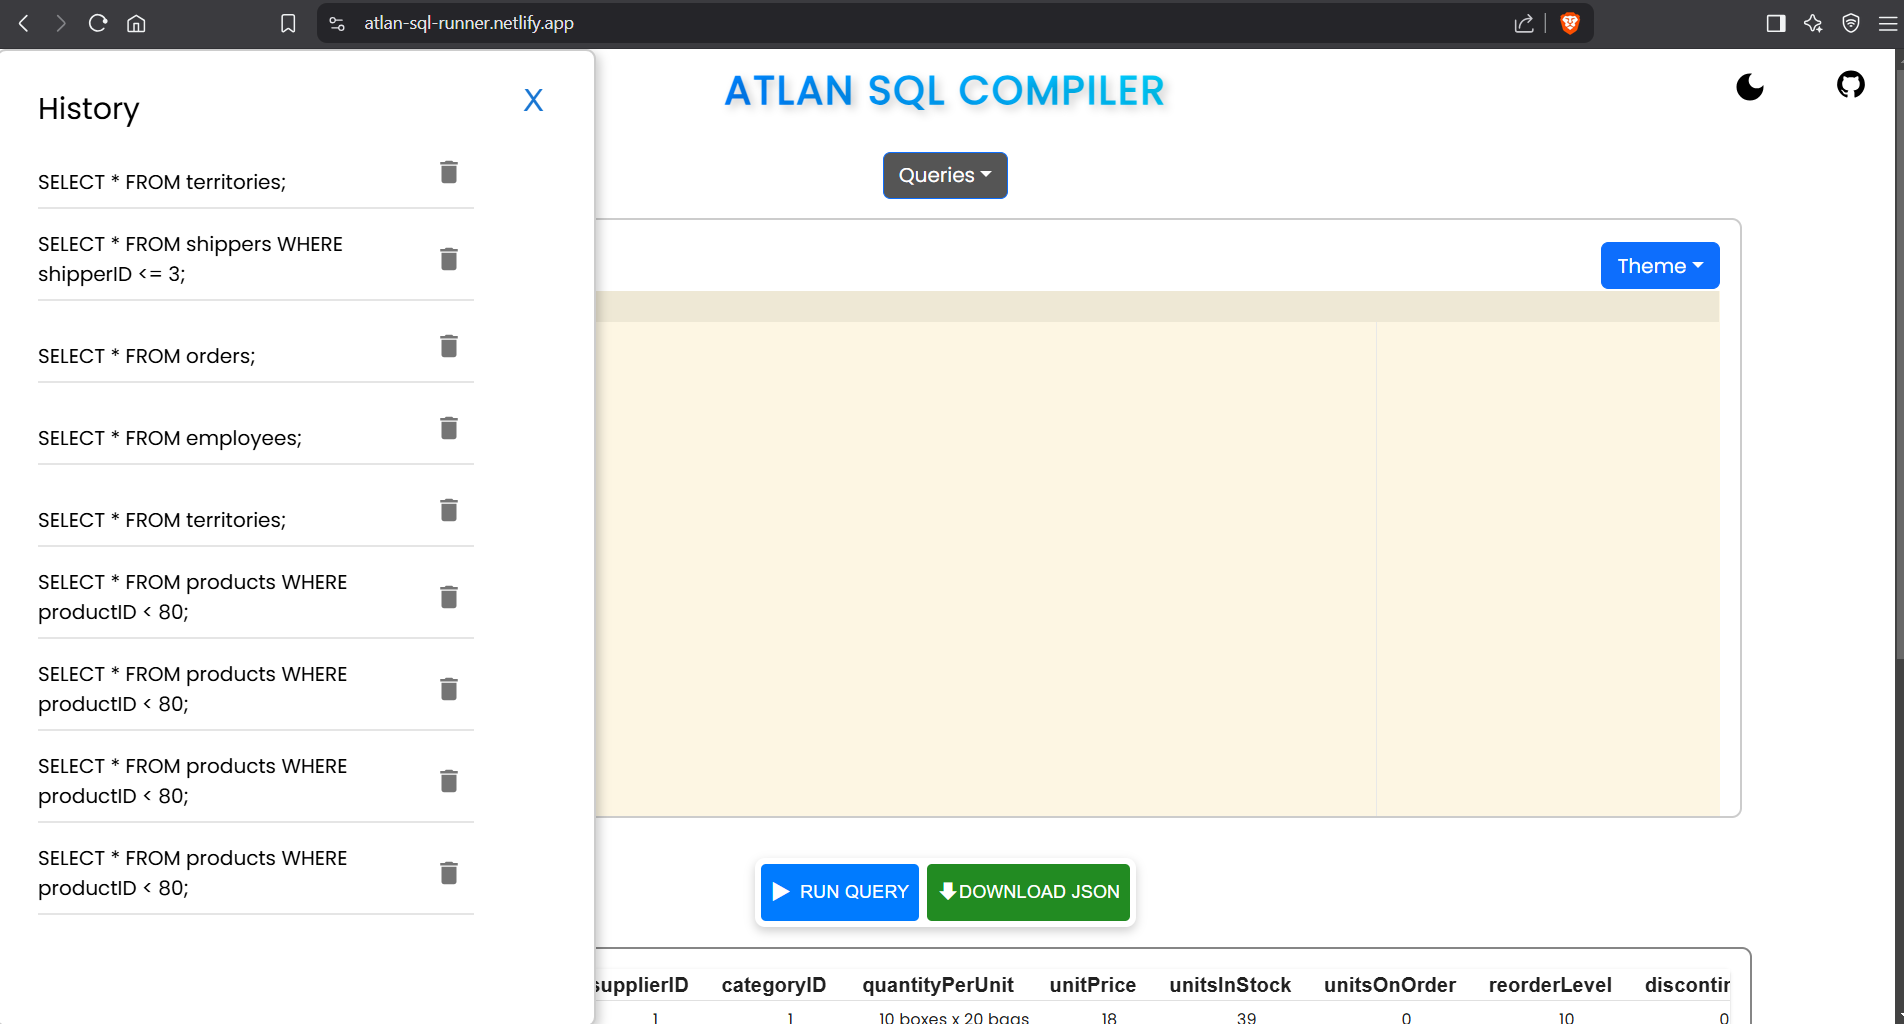 atlan-sql-runner.netlify.app
History
X
SELECT * FROM territories;
SELECT * FROM shippers WHERE
shipperID <= 3;
SELECT * FROM orders;
SELECT * FROM employees;
SELECT * FROM territories;
SELECT * FROM products WHERE
productID < 80;
SELECT * FROM products WHERE
productID < 80;
SELECT * FROM products WHERE
productID < 80;
SELECT * FROM products WHERE
productID < 80;
ATLAN SQL COMPILER
Queries
Theme
RUN QUERY
DOWNLOAD JSON
supplierID categoryID quantityPerUnit unitPrice unitsInStock unitsOnOrder reorderLevel discontin
1 1 10 boxes x 20 bags 18 39 0 10 0